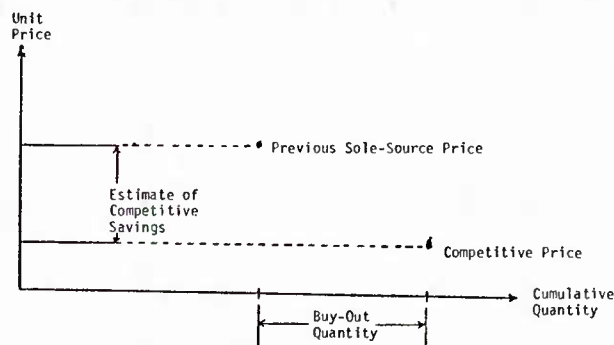 Unit
Price
Previous Sole-Source Price
Estimate of
Competitive
Savings
Competitive Price
Cumulative
Quantity
Buy-Out
Quantity